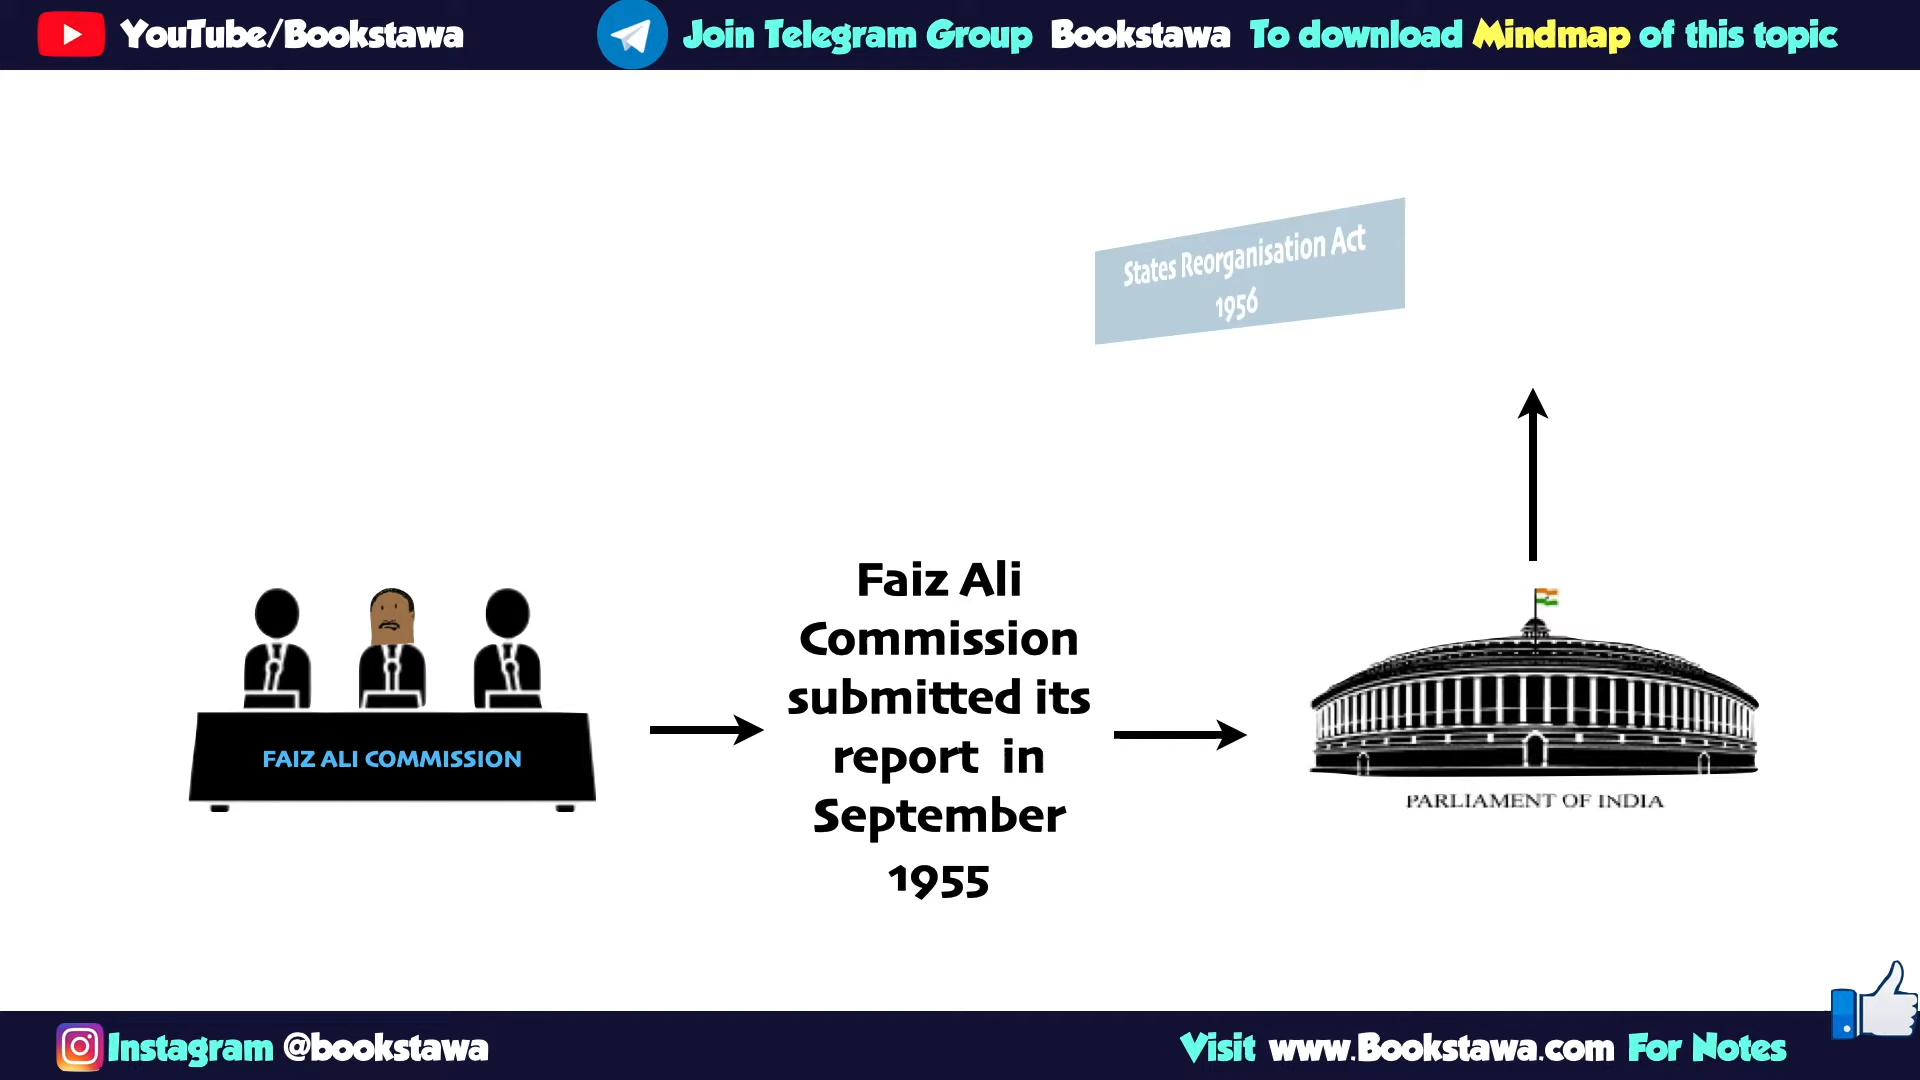 YouTube/Bookstawa
Join Telegram Group Bookstawa To download Mindmap of this topic
States Reorganisation Act
1956
Faiz Ali
Commission
submitted its
report in
September
1955
FAIZ ALI COMMISSION
PARLIAMENT OF INDIA
Instagram @bookstawa
Visit www.Bookstawa.com For Notes